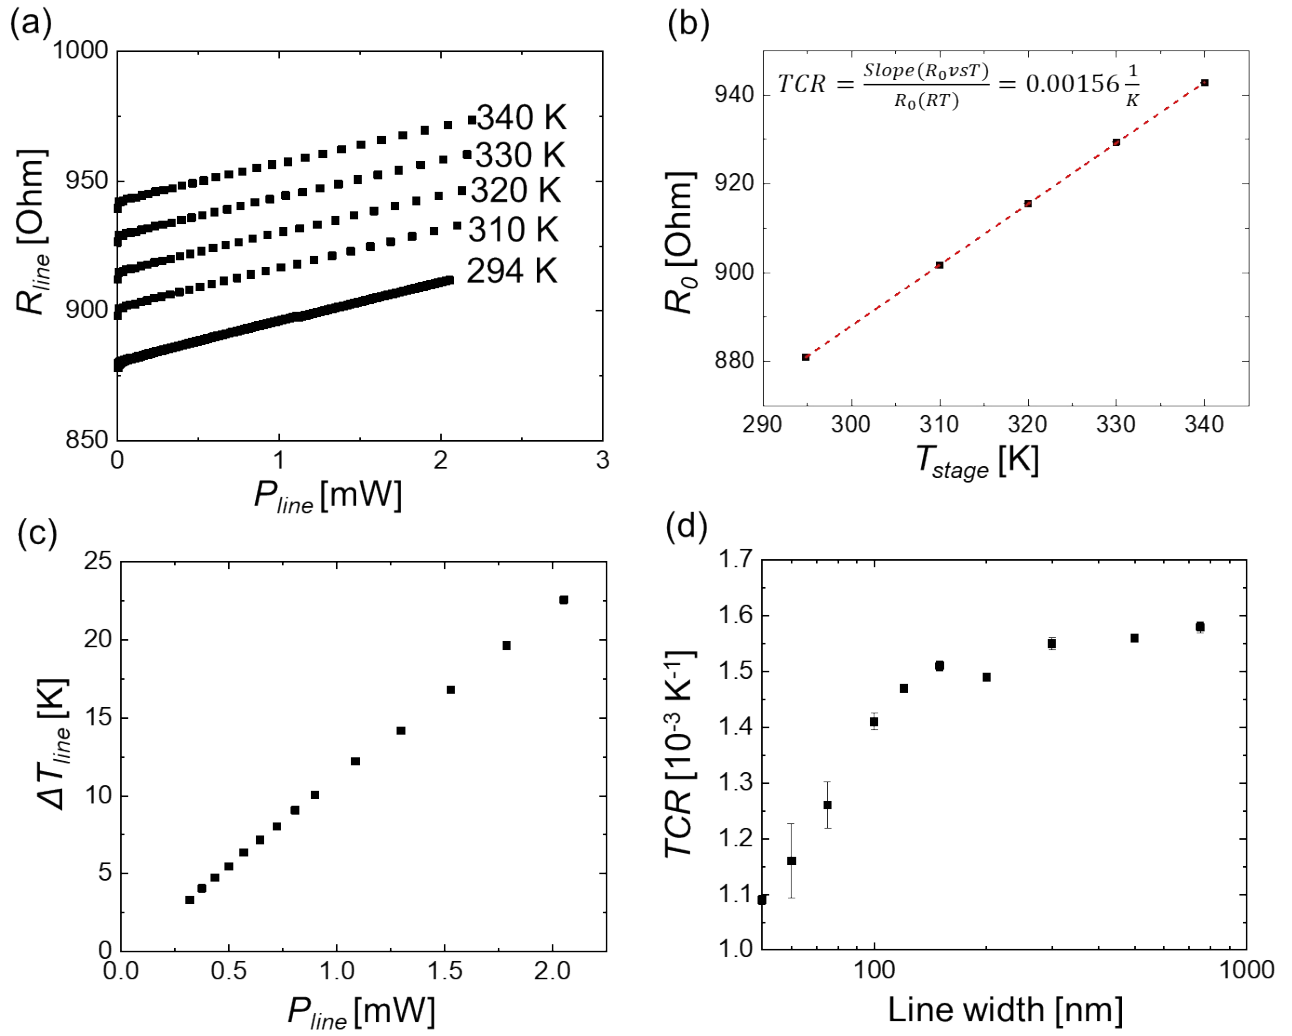 (a)
1000
950
900
850
R_line [Ohm]
340 K
330 K
320 K
310 K
294 K
0 1 2 3
P_line [mW]
(b)
TCR = Slope(R₀vsT) / R₀(RT) = 0.00156 1/K
940
920
900
880
R_0 [Ohm]
290 300 310 320 330 340
T_stage [K]
(c)
25
20
15
10
5
0
ΔT_line [K]
0.0 0.5 1.0 1.5 2.0
P_line [mW]
(d)
1.7
1.6
1.5
1.4
1.3
1.2
1.1
1.0
TCR [10⁻³ K⁻¹]
100 1000
Line width [nm]